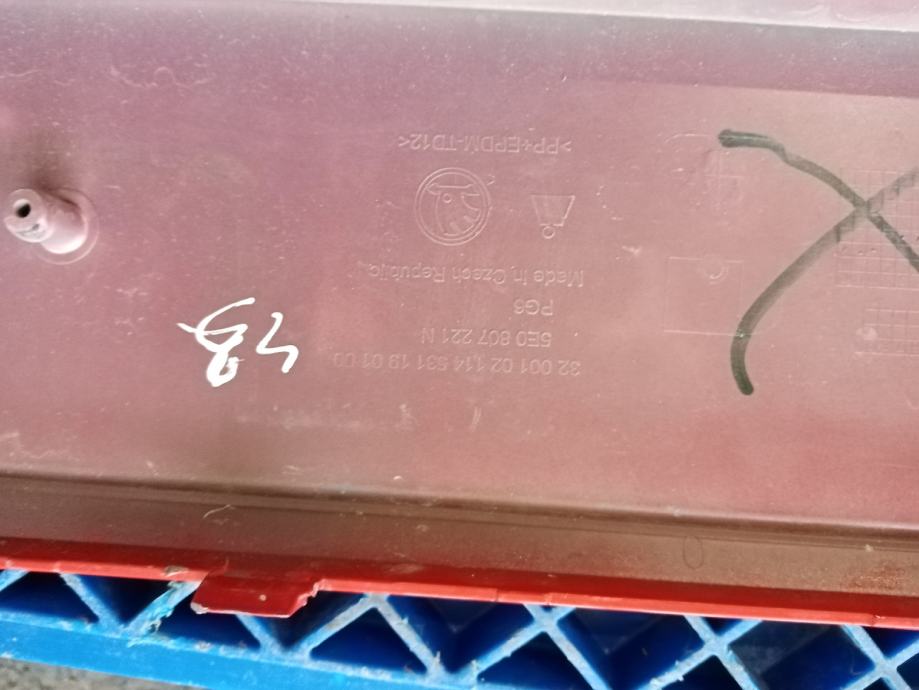 32 001 02 114 531 19 01 00
5E0 807 221 N
PG6
Made in Czech Republic
>PP+EPDM-TD12<